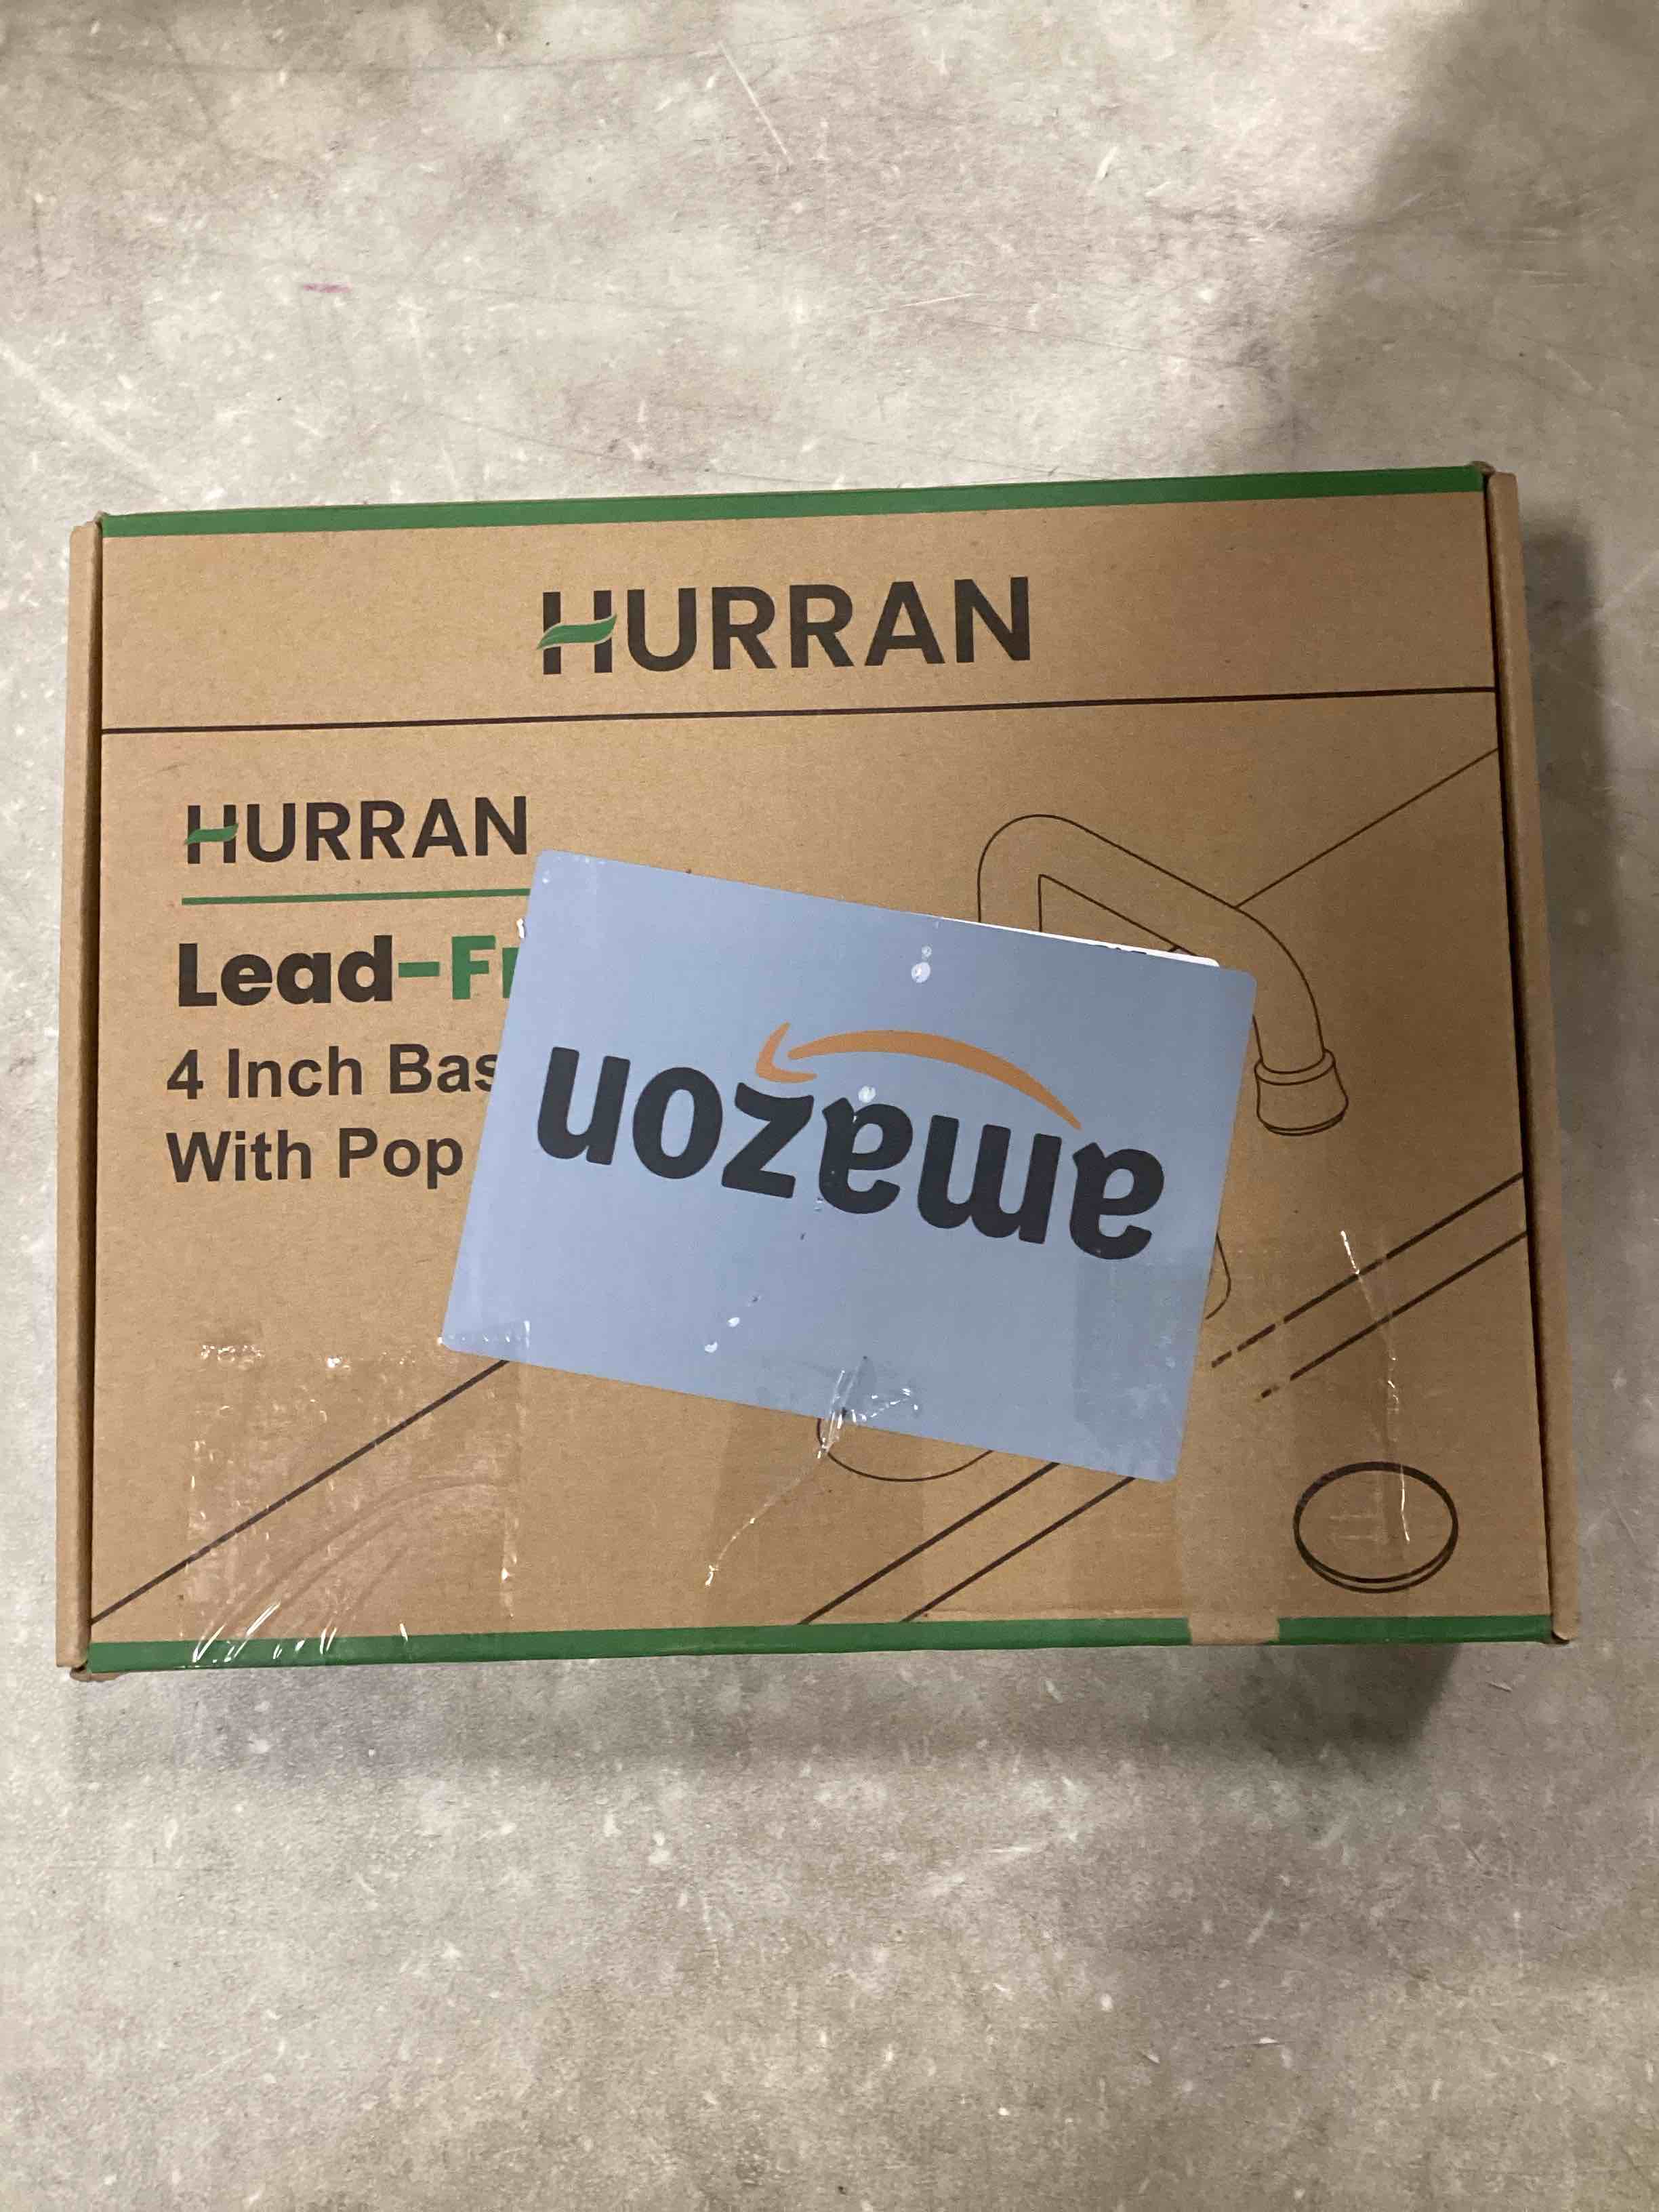 HURRAN
HURRAN
Lead-Fr
4 Inch Bas
With Pop
amazon